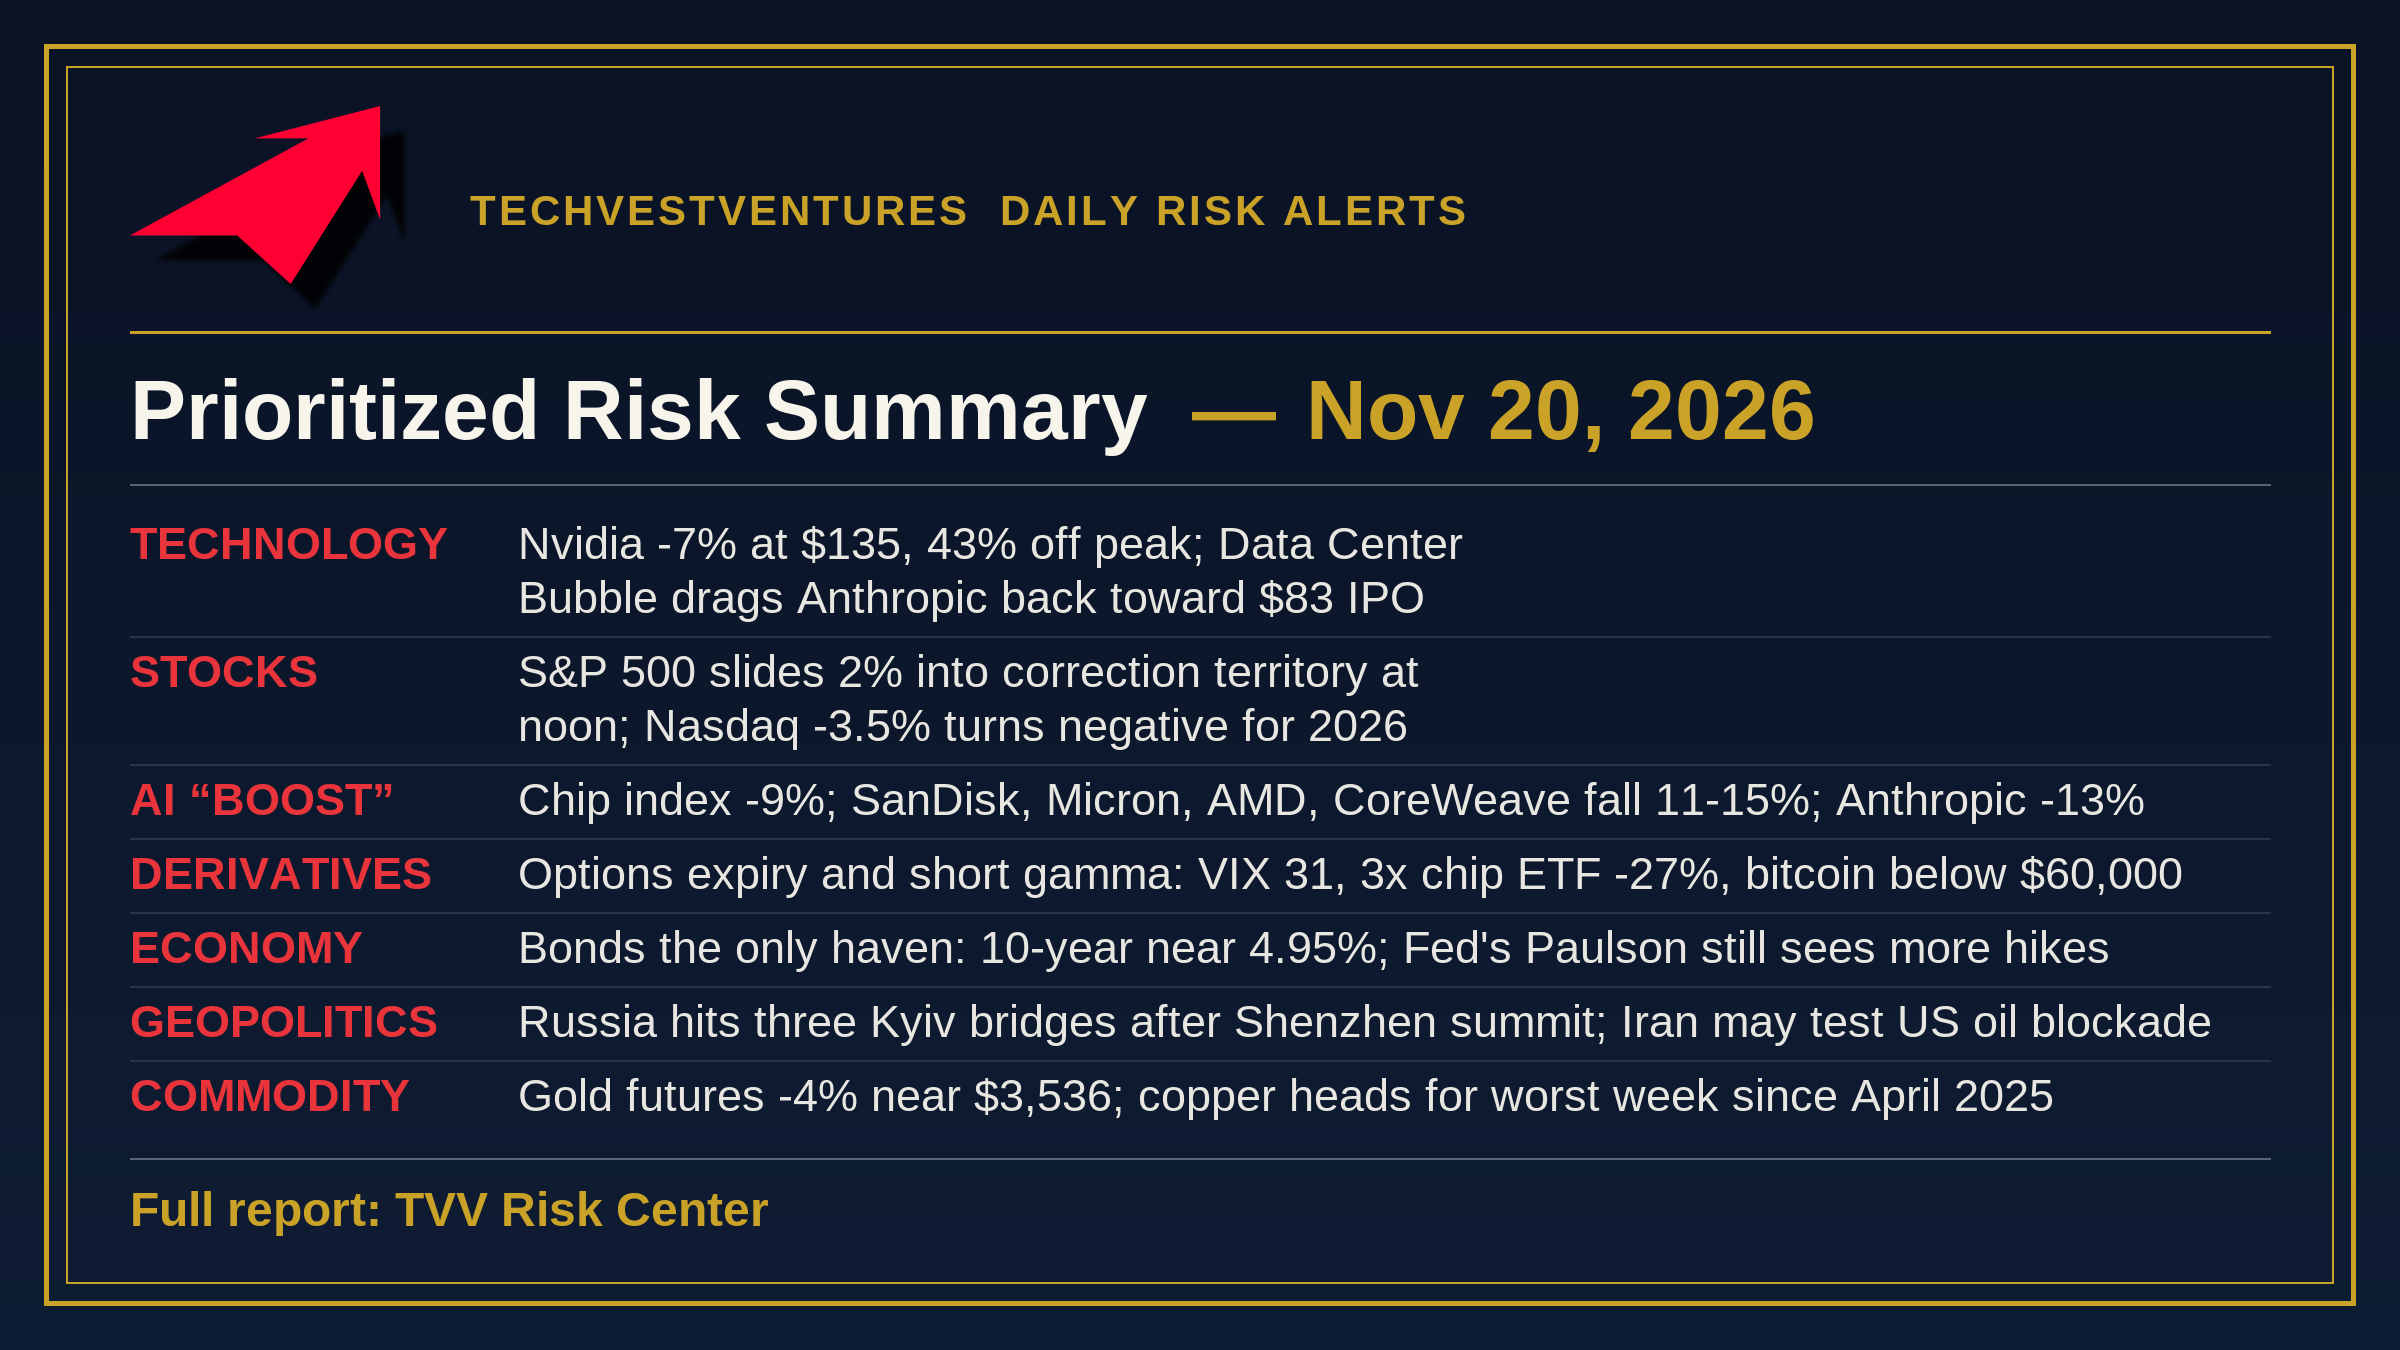 TECHVESTVENTURES DAILY RISK ALERTS
Prioritized Risk Summary — Nov 20, 2026
TECHNOLOGY Nvidia -7% at $135, 43% off peak; Data Center
Bubble drags Anthropic back toward $83 IPO
STOCKS S&P 500 slides 2% into correction territory at
noon; Nasdaq -3.5% turns negative for 2026
AI “BOOST” Chip index -9%; SanDisk, Micron, AMD, CoreWeave fall 11-15%; Anthropic -13%
DERIVATIVES Options expiry and short gamma: VIX 31, 3x chip ETF -27%, bitcoin below $60,000
ECONOMY Bonds the only haven: 10-year near 4.95%; Fed's Paulson still sees more hikes
GEOPOLITICS Russia hits three Kyiv bridges after Shenzhen summit; Iran may test US oil blockade
COMMODITY Gold futures -4% near $3,536; copper heads for worst week since April 2025
Full report: TVV Risk Center